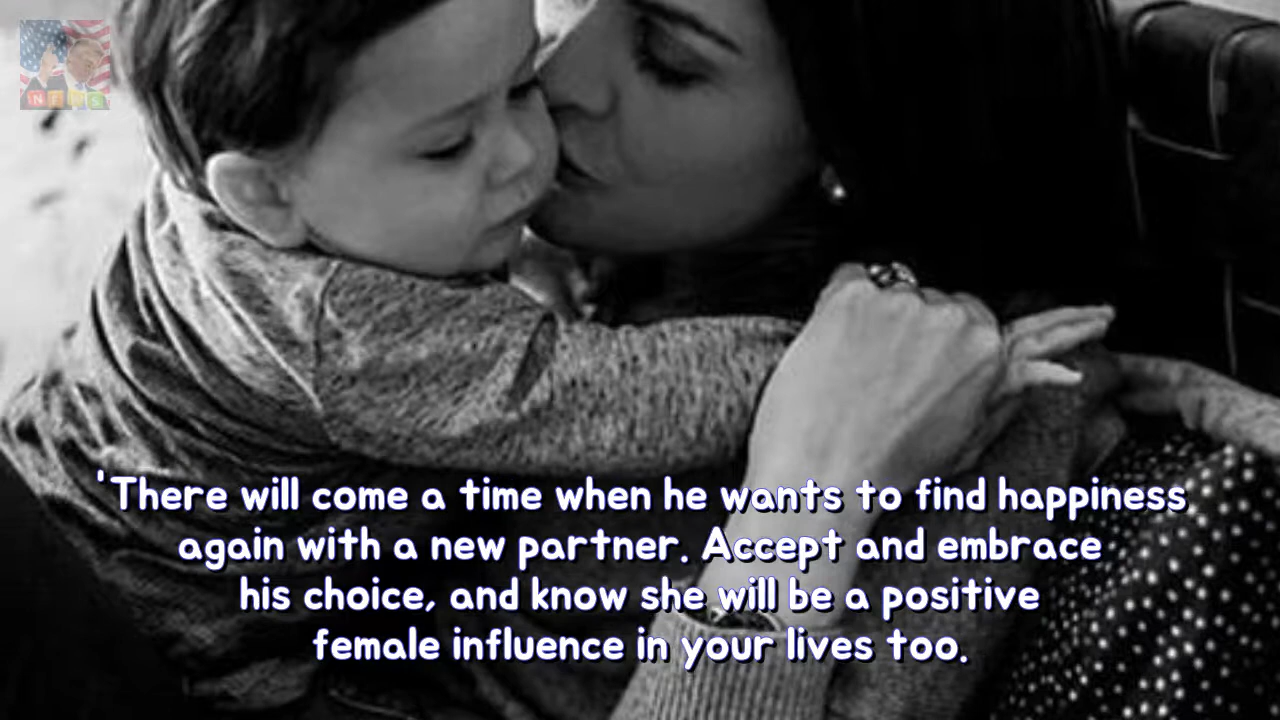 NEWS
'There will come a time when he wants to find happiness
again with a new partner. Accept and embrace
his choice, and know she will be a positive
female influence in your lives too.